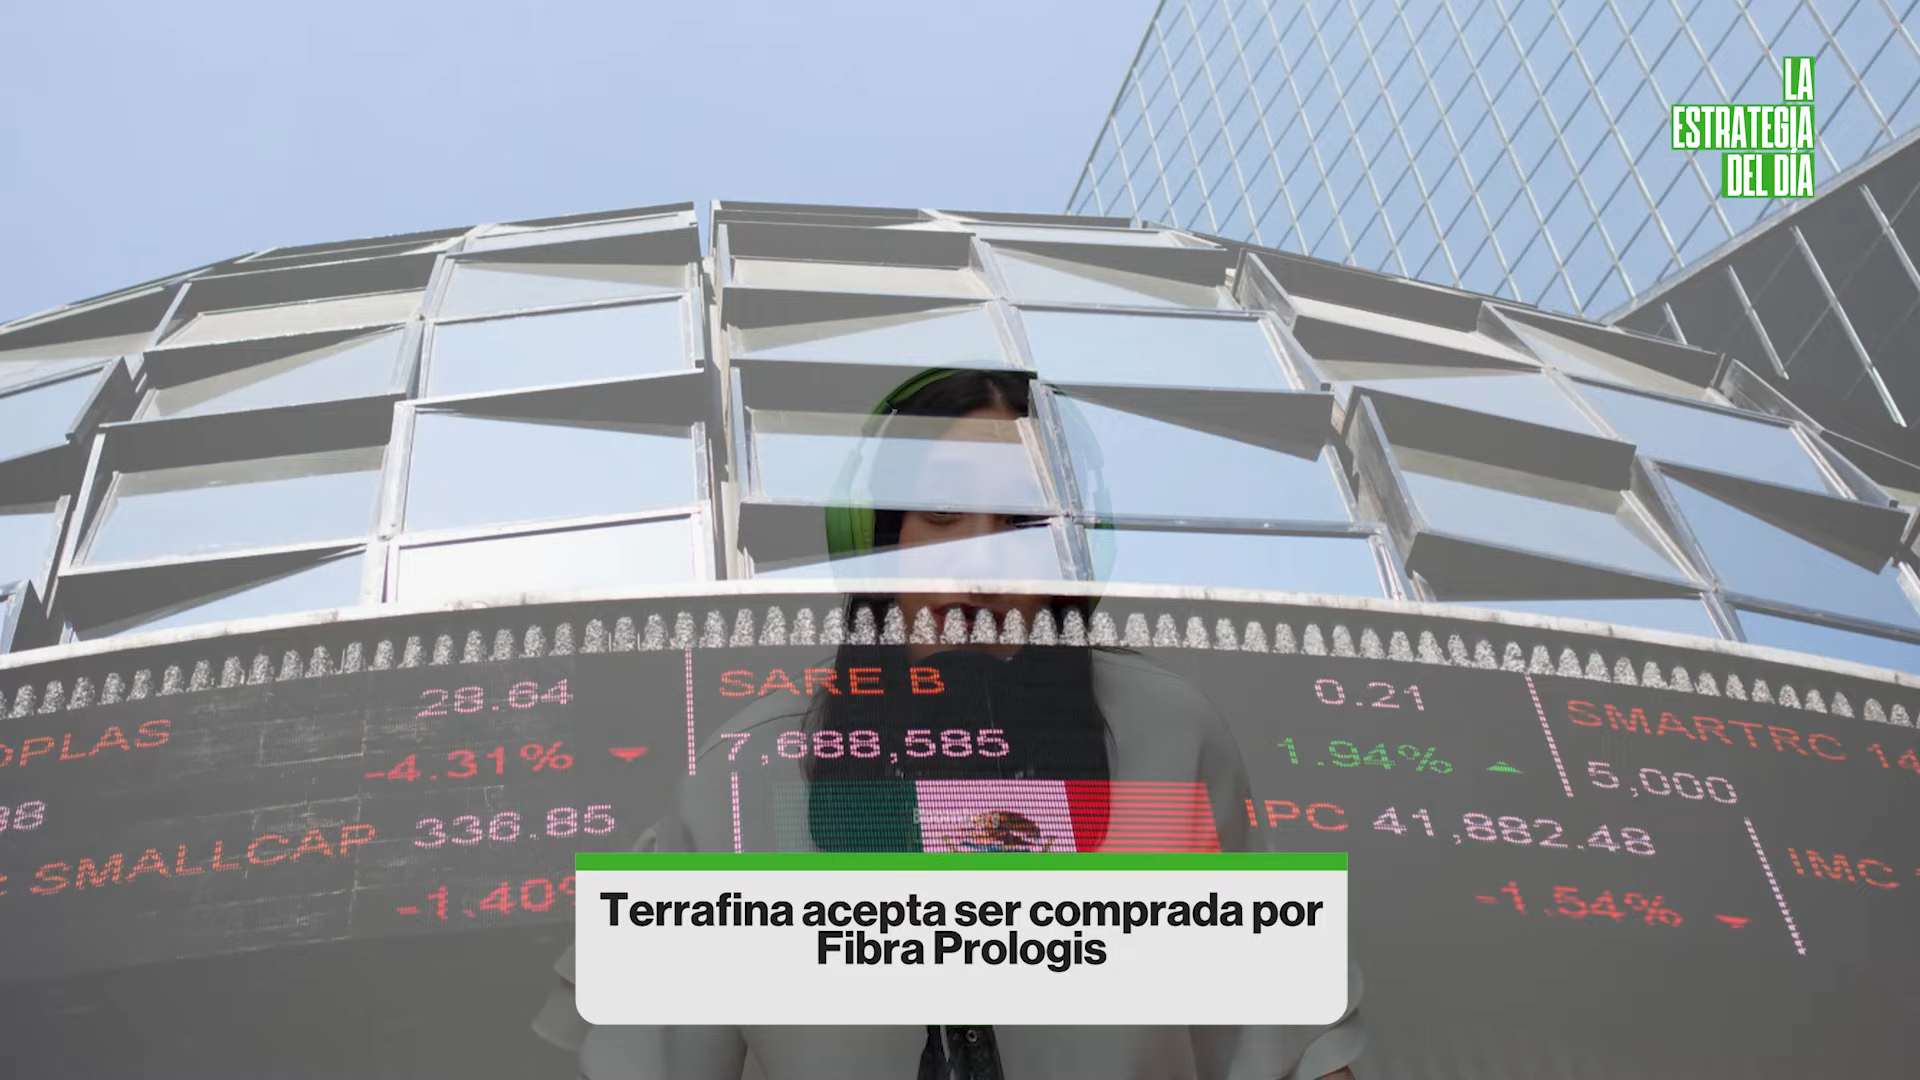 LA
ESTRATEGIA
DEL DÍA
28.64
SARE B
0.21
SMARTRC 14
OPLAS
-4.31%
7,688,585
1.94%
5,000
SMALLCAP 336.85
IPC 41,882.48
IMC
-1.40
-1.54%
Terrafina acepta ser comprada por
Fibra Prologis